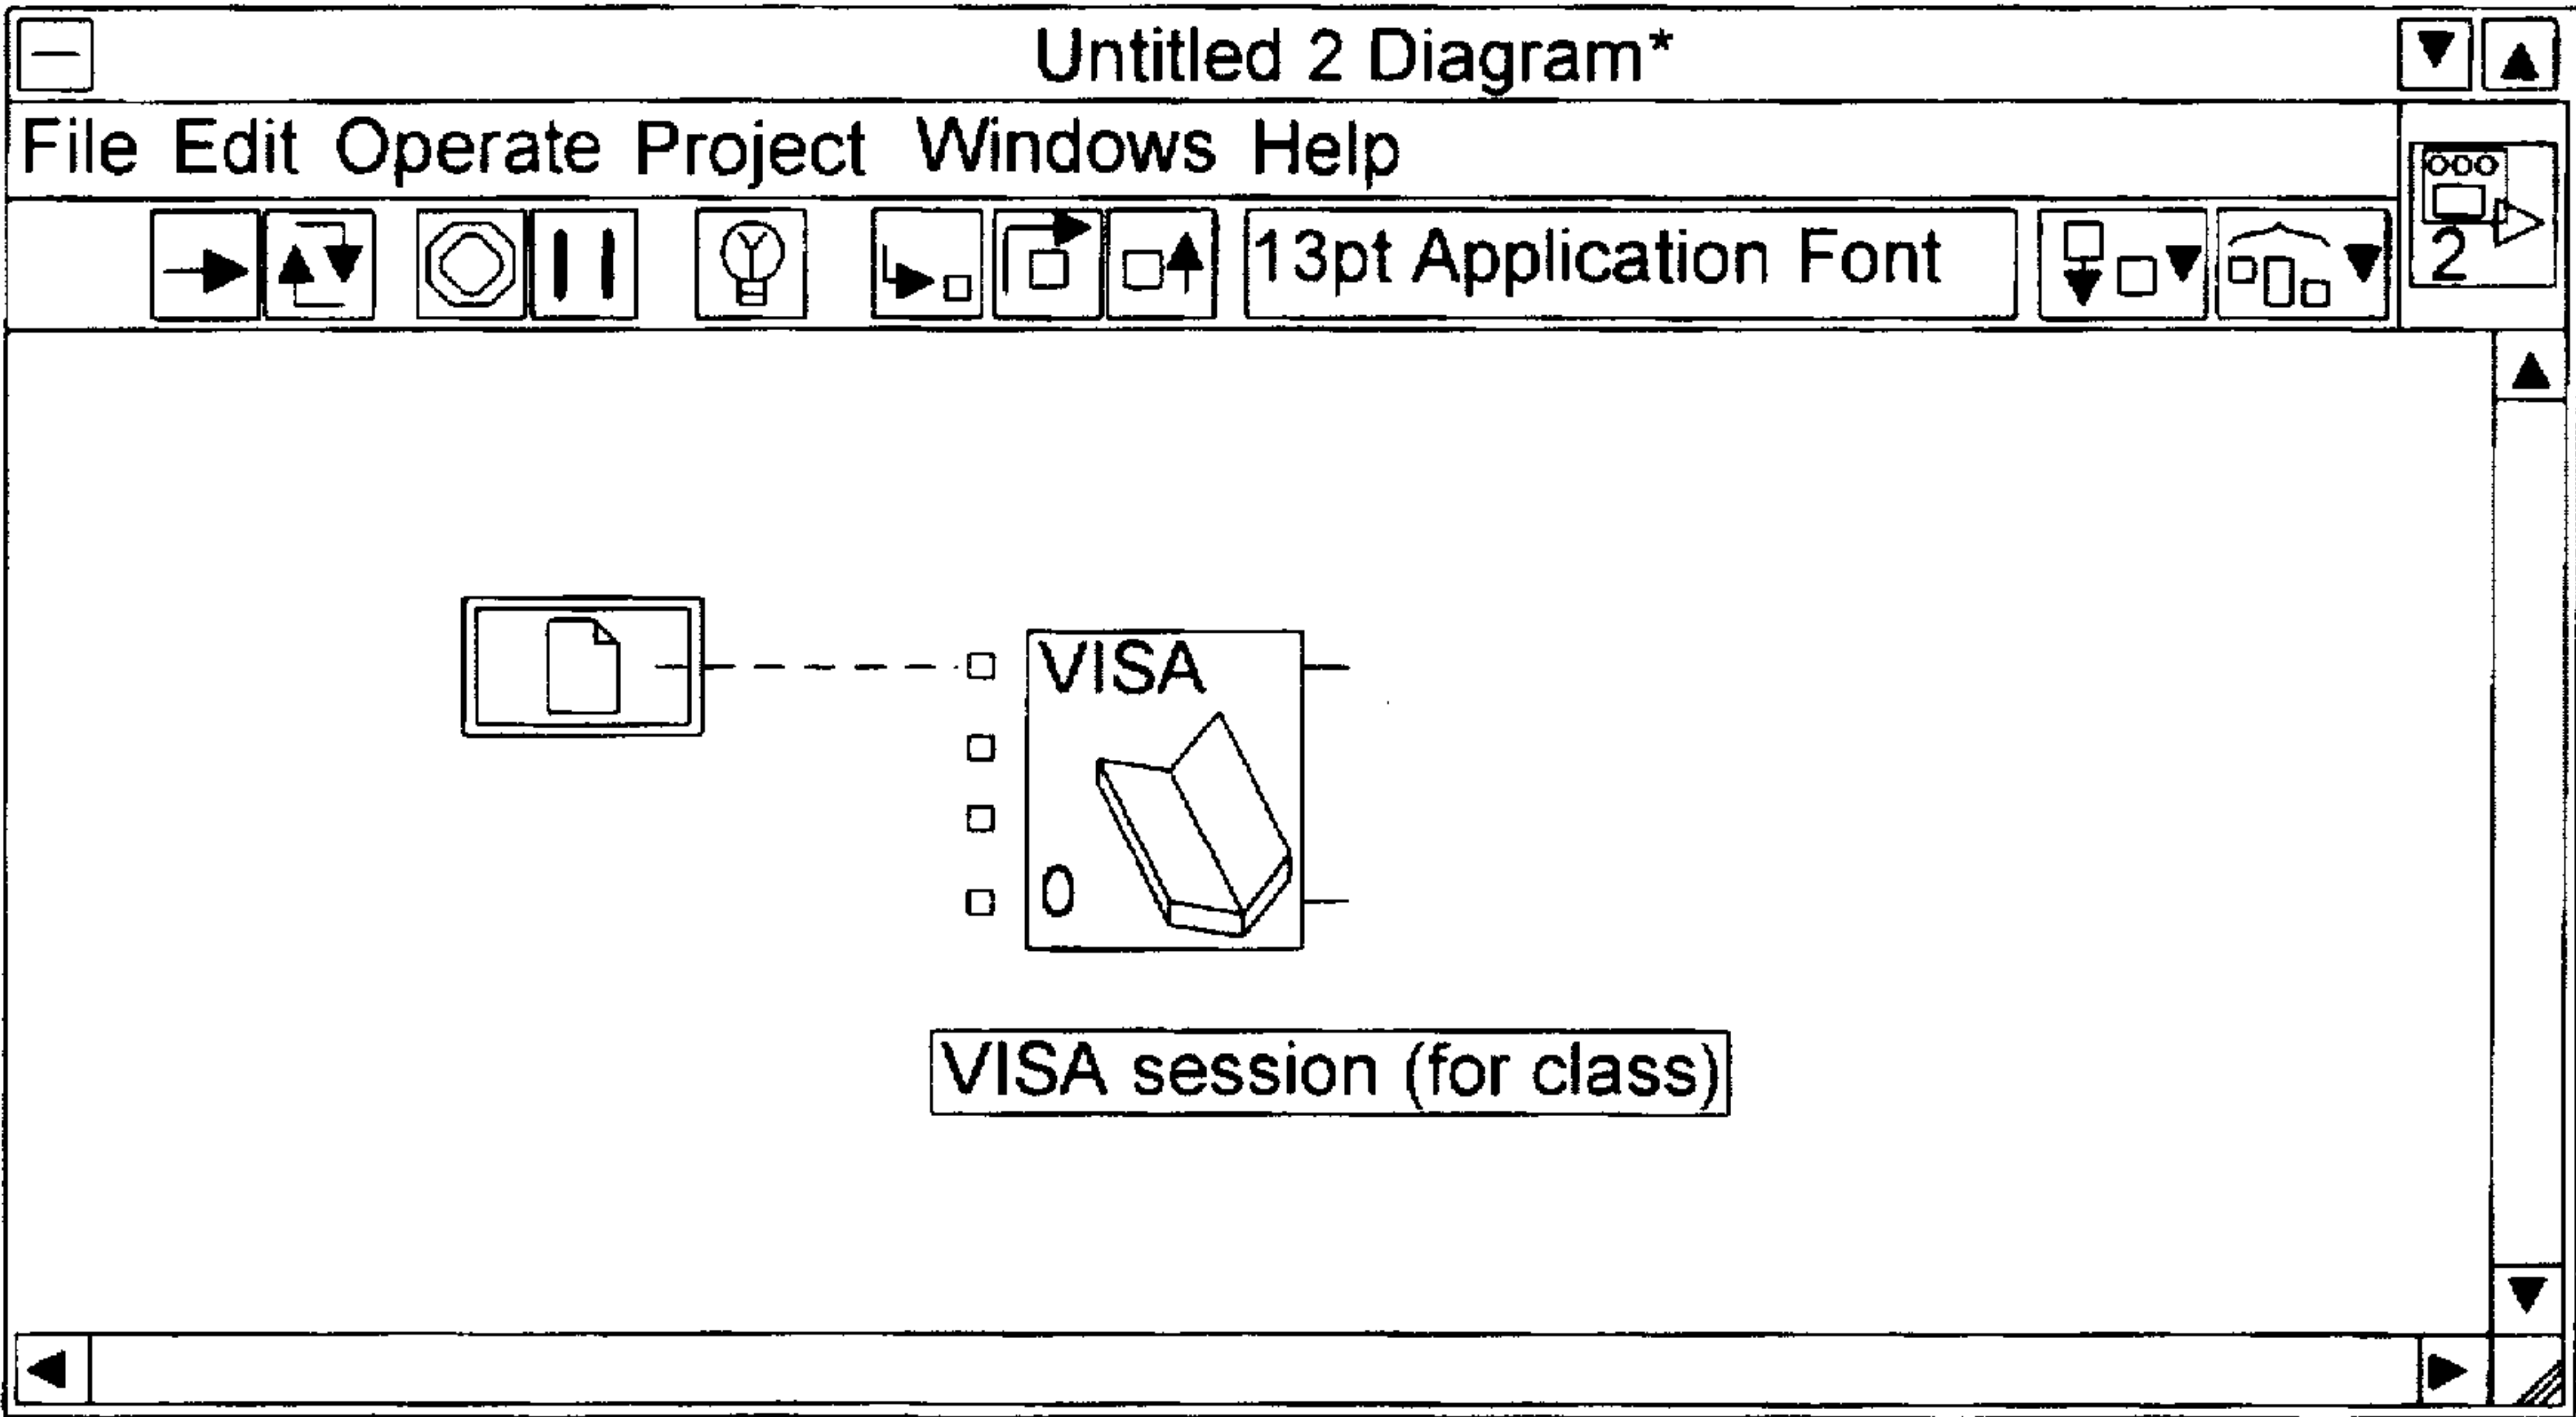 Untitled 2 Diagram*
File Edit Operate Project Windows Help
13pt Application Font
2
VISA
0
VISA session (for class)